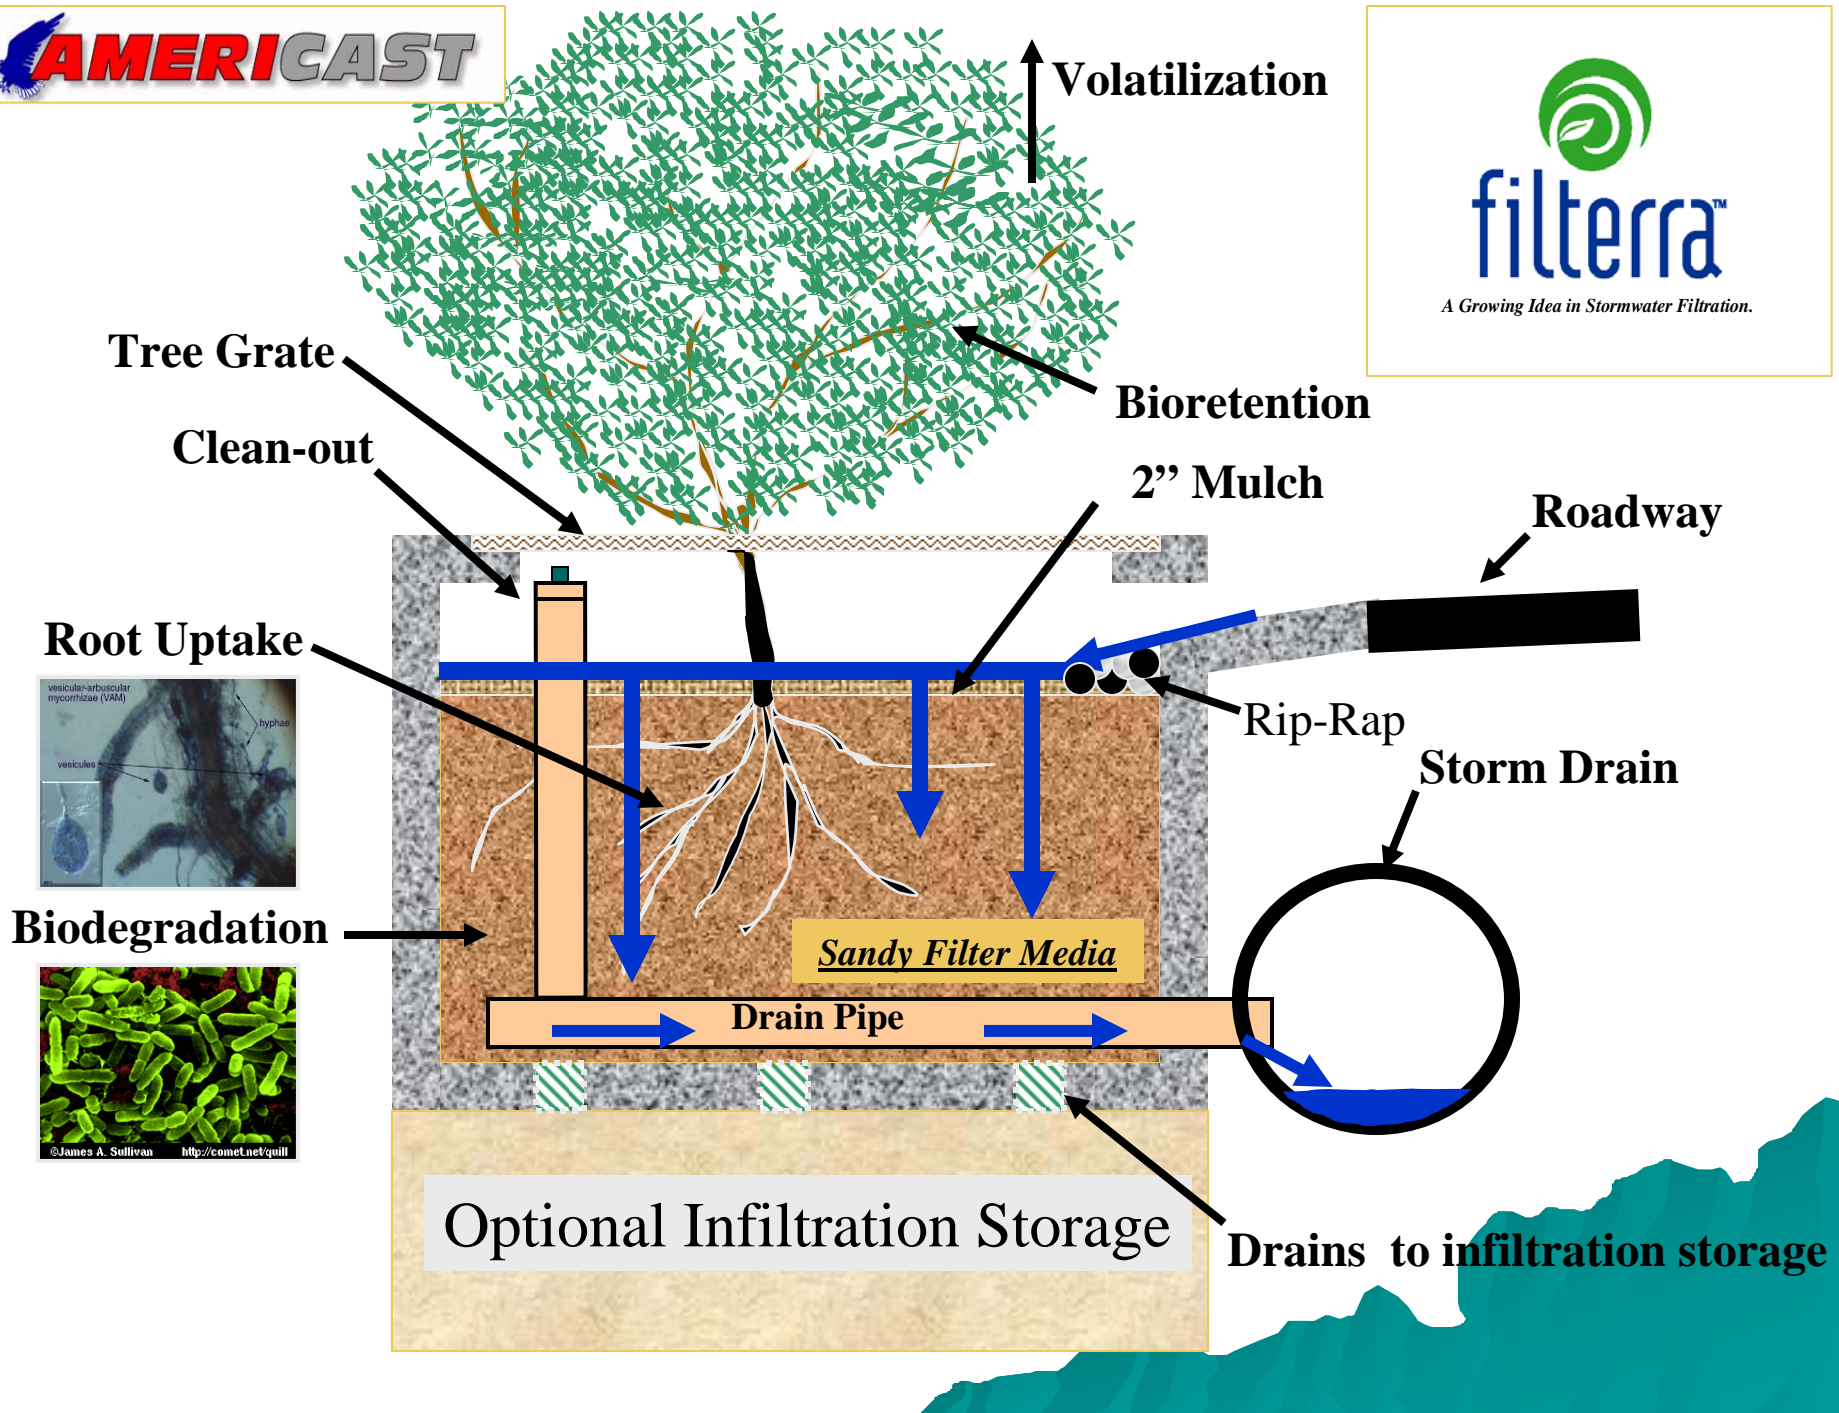 AMERICAST
Volatilization
filterra™
A Growing Idea in Stormwater Filtration.
Tree Grate
Bioretention
Clean-out
2” Mulch
Roadway
Root Uptake
vesicular-arbuscular
mycorrhizae (VAM)
hyphae
vesicules
Rip-Rap
Storm Drain
Biodegradation
Sandy Filter Media
Drain Pipe
©James A. Sullivan http://comet.net/quill
Optional Infiltration Storage
Drains to infiltration storage